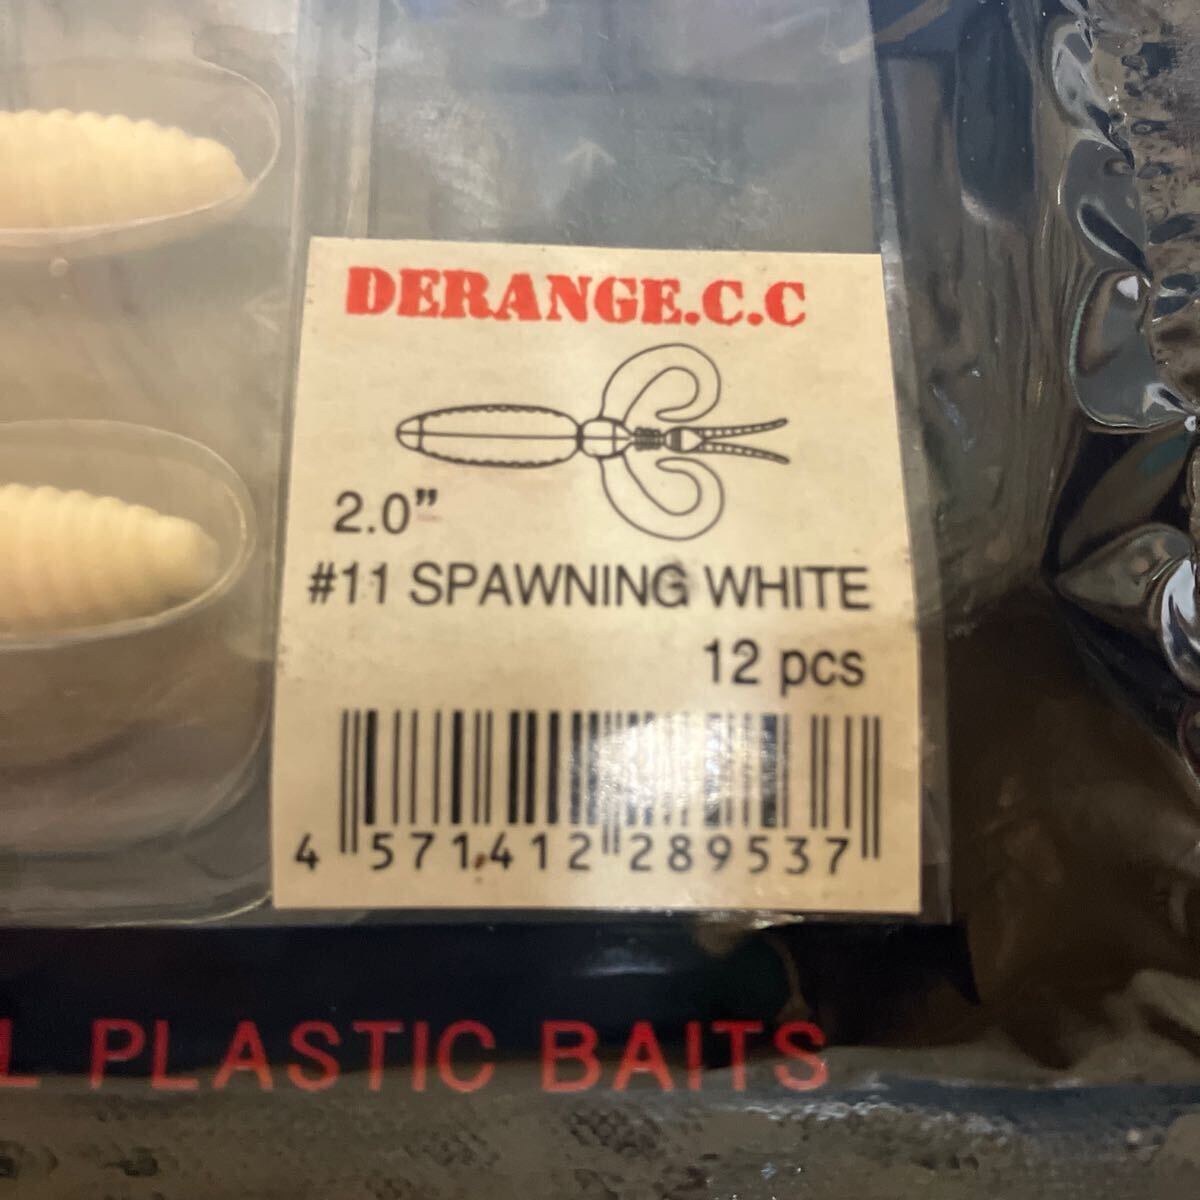 DERANGE.C.C
2.0"
#11 SPAWNING WHITE
12 pcs
4 571412 289537
L PLASTIC BAITS